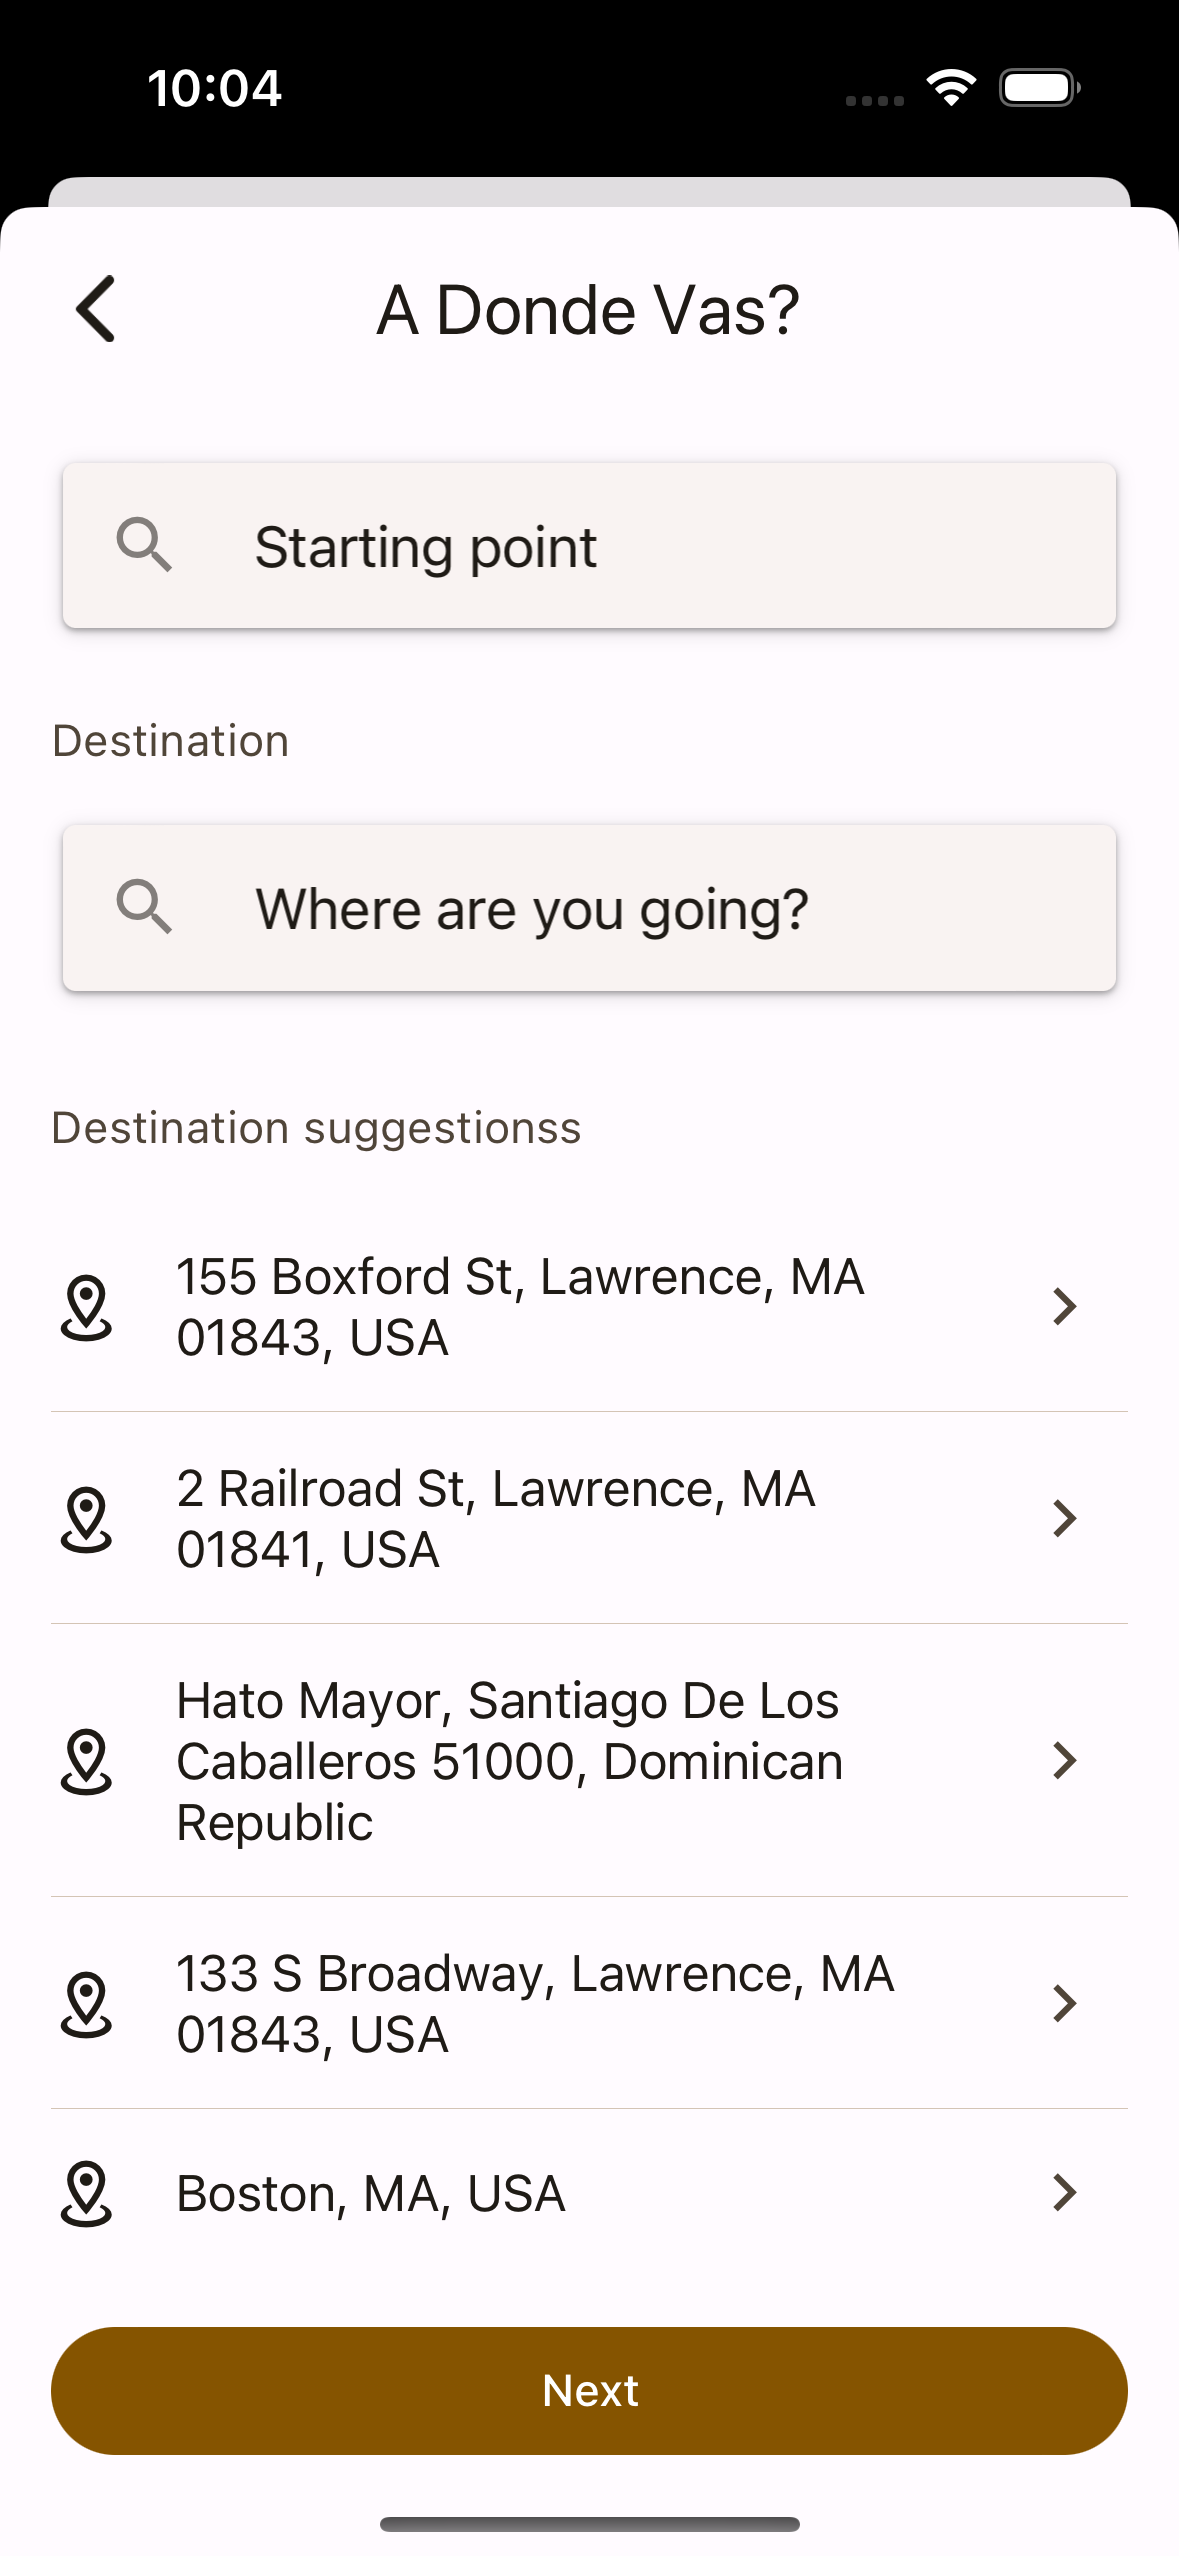 10:04
A Donde Vas?
Starting point
Destination
Where are you going?
Destination suggestionss
155 Boxford St, Lawrence, MA
01843, USA
2 Railroad St, Lawrence, MA
01841, USA
Hato Mayor, Santiago De Los
Caballeros 51000, Dominican
Republic
133 S Broadway, Lawrence, MA
01843, USA
Boston, MA, USA
Next